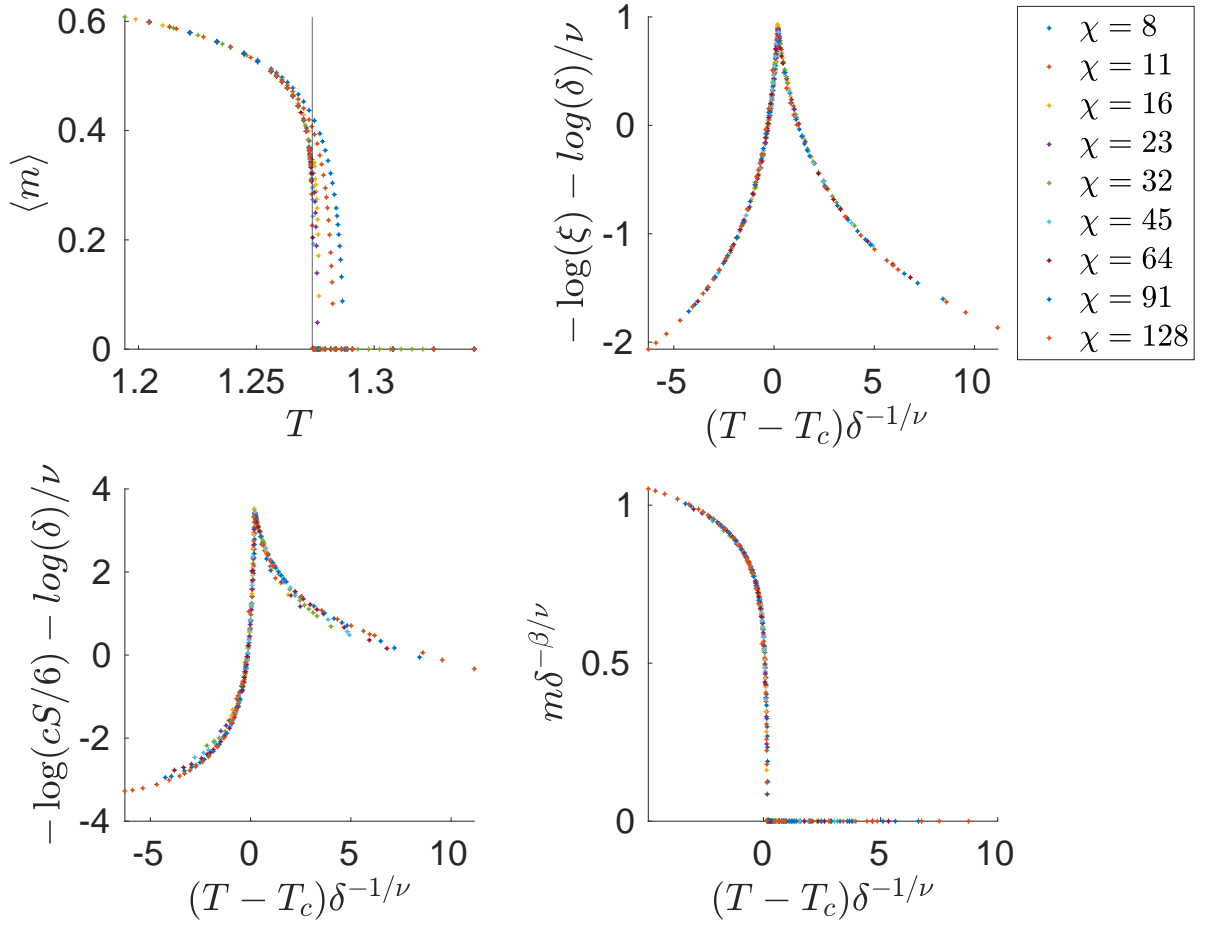 0.6
0.4
0.2
0
⟨m⟩
1.2 1.25 1.3
T
1
0
-1
-2
− log(ξ) − log(δ)/ν
-5 0 5 10
(T − T_c)δ^{−1/ν}
χ = 8
χ = 11
χ = 16
χ = 23
χ = 32
χ = 45
χ = 64
χ = 91
χ = 128
4
2
0
-2
-4
− log(cS/6) − log(δ)/ν
-5 0 5 10
(T − T_c)δ^{−1/ν}
1
0.5
0
mδ^{−β/ν}
0 5 10
(T − T_c)δ^{−1/ν}